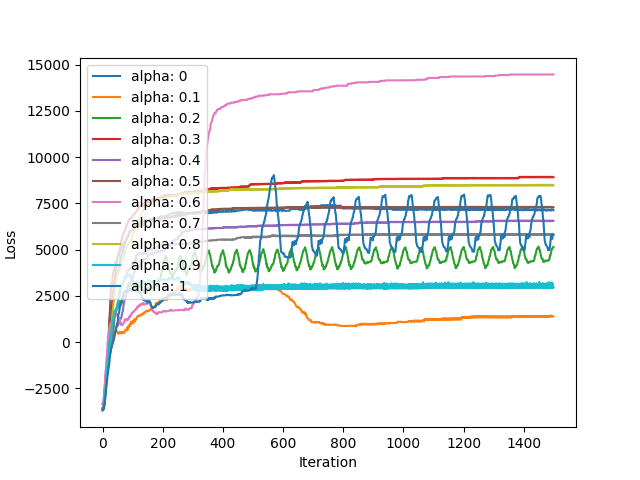 15000
12500
10000
7500
5000
2500
0
−2500
Loss
alpha: 0
alpha: 0.1
alpha: 0.2
alpha: 0.3
alpha: 0.4
alpha: 0.5
alpha: 0.6
alpha: 0.7
alpha: 0.8
alpha: 0.9
alpha: 1
0 200 400 600 800 1000 1200 1400
Iteration